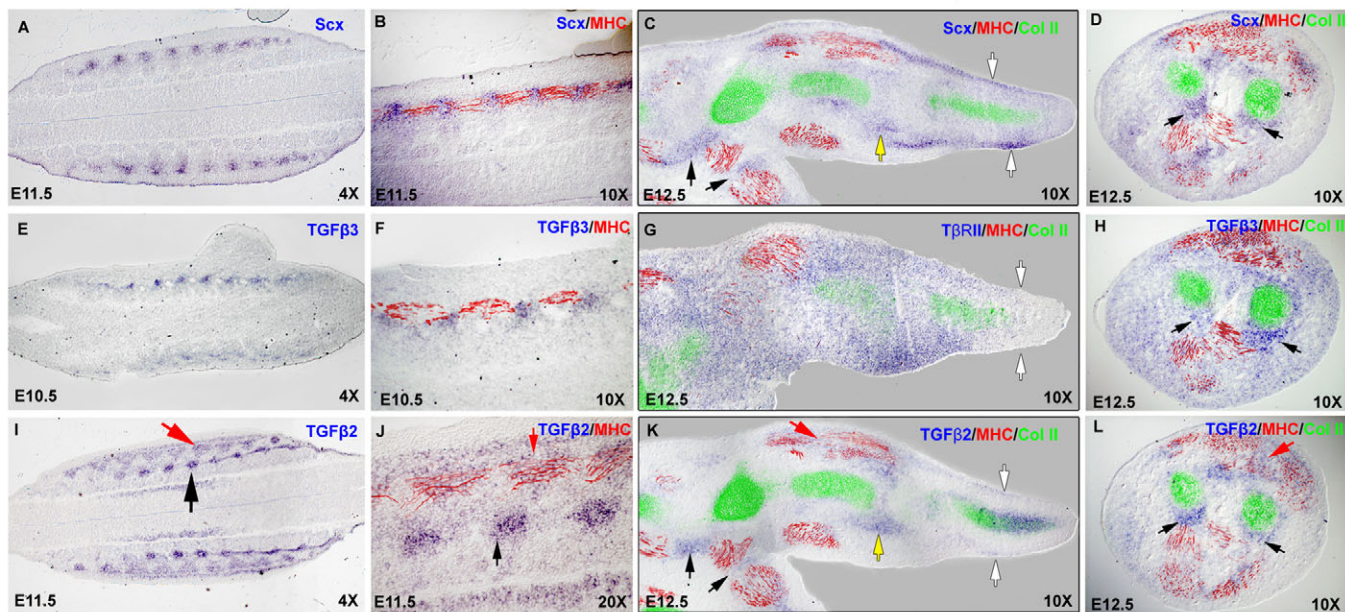 A Scx
E11.5 4X
B Scx/MHC
E11.5 10X
C Scx/MHC/Col II
E12.5 10X
D Scx/MHC/Col II
E12.5 10X
E TGFβ3
E10.5 4X
F TGFβ3/MHC
E10.5 10X
G TβRII/MHC/Col II
E12.5 10X
H TGFβ3/MHC/Col II
E12.5 10X
I TGFβ2
E11.5 4X
J TGFβ2/MHC
E11.5 20X
K TGFβ2/MHC/Col II
E12.5 10X
L TGFβ2/MHC/Col II
E12.5 10X